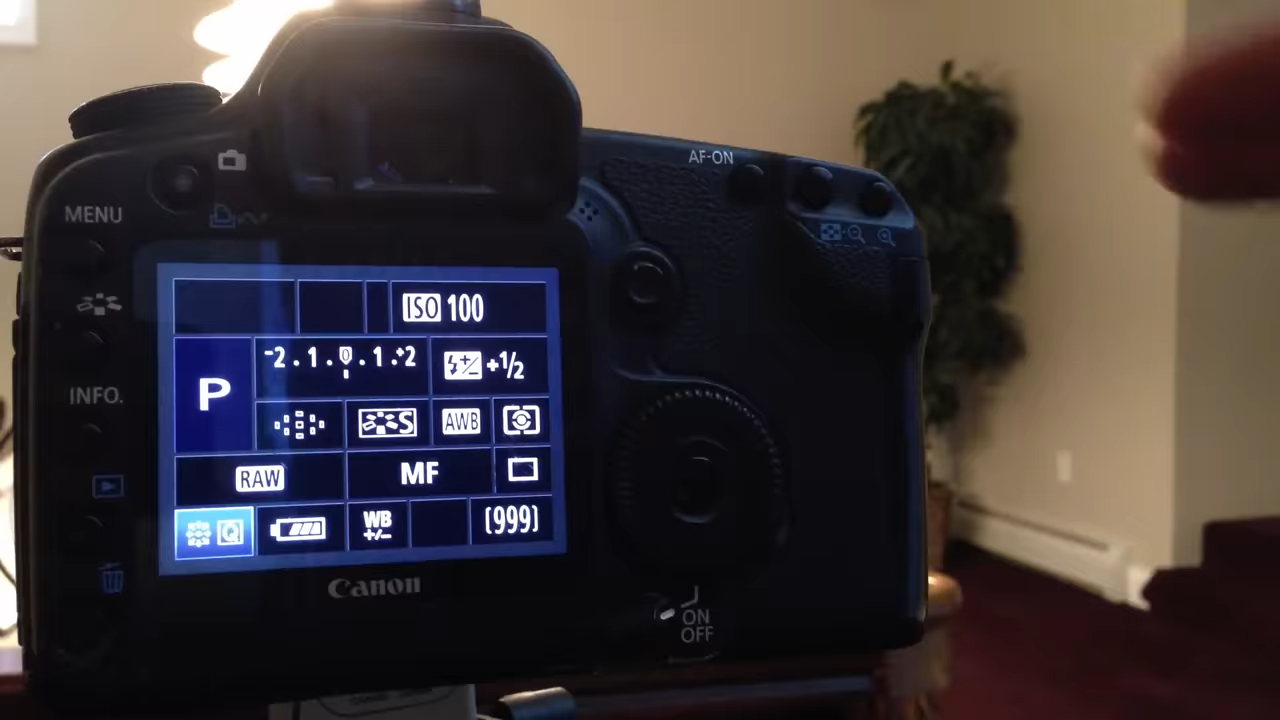 AF-ON
MENU
ISO 100
-2.1.0.1.+2
+1/2
P
S
AWB
INFO.
RAW
MF
Q
WB
+/-
[999]
Canon
ON
OFF